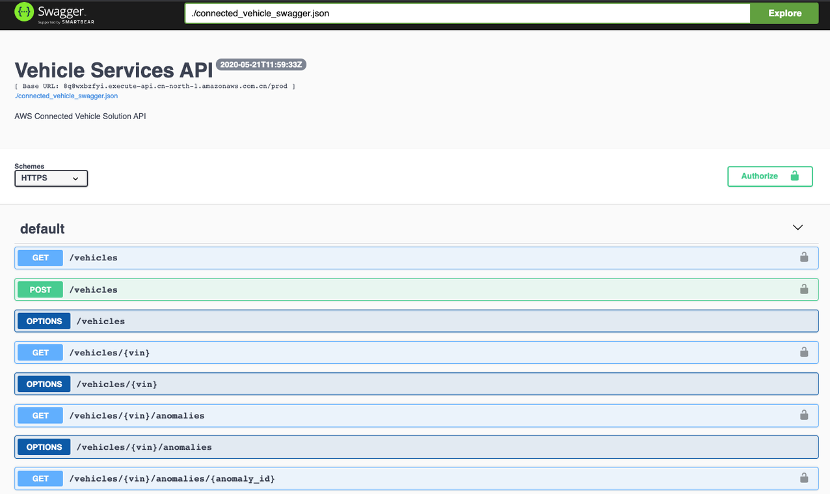 Swagger.
Supported by SMARTBEAR
./connected_vehicle_swagger.json
Explore
Vehicle Services API 2020-05-21T11:59:33Z
[ Base URL: 8q8wxbzfyi.execute-api.cn-north-1.amazonaws.com.cn/prod ]
./connected_vehicle_swagger.json
AWS Connected Vehicle Solution API
Schemes
HTTPS
Authorize
default
GET /vehicles
POST /vehicles
OPTIONS /vehicles
GET /vehicles/{vin}
OPTIONS /vehicles/{vin}
GET /vehicles/{vin}/anomalies
OPTIONS /vehicles/{vin}/anomalies
GET /vehicles/{vin}/anomalies/{anomaly_id}